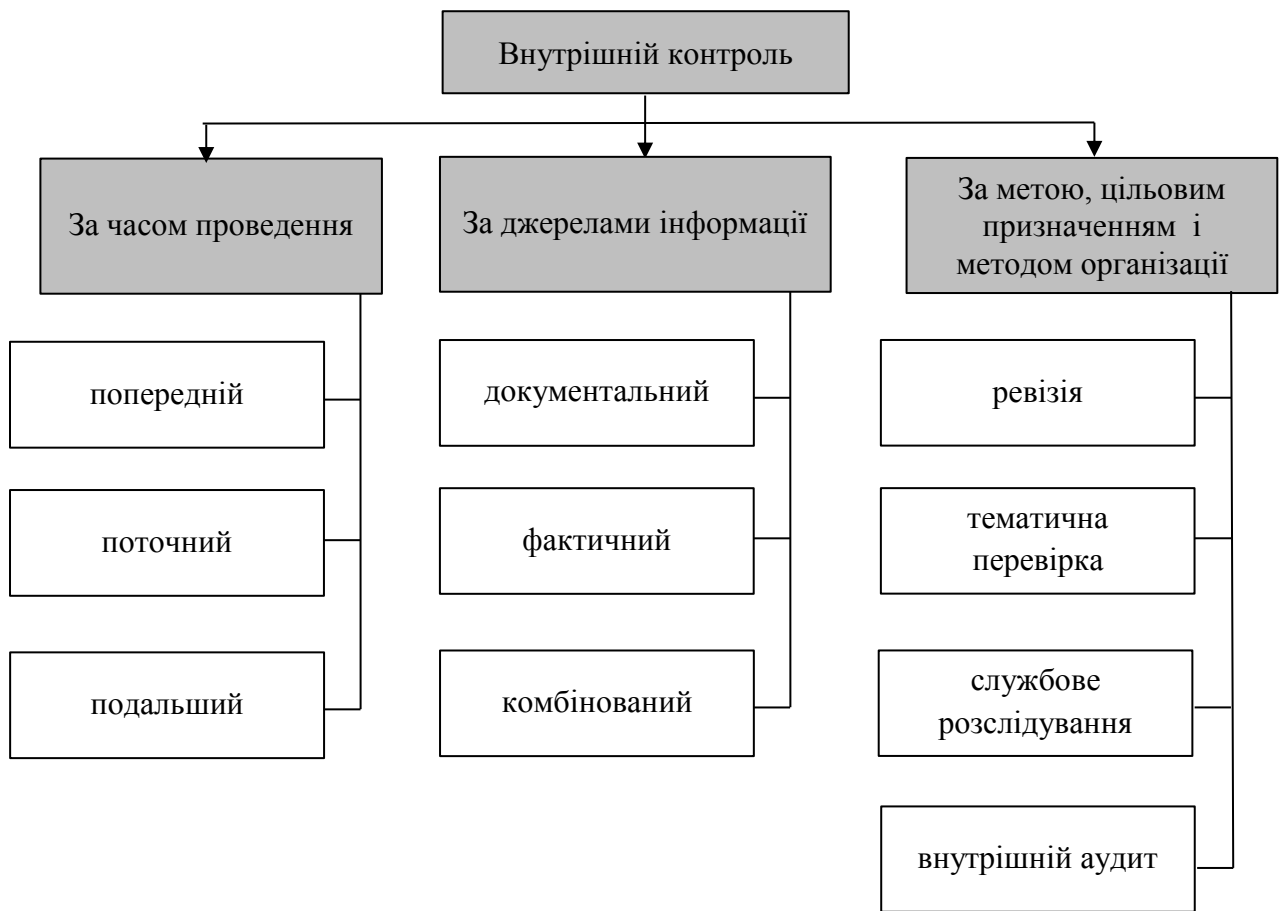 Внутрішній контроль
За часом проведення
За джерелами інформації
За метою, цільовим
призначенням і
методом організації
попередній
поточний
подальший
документальний
фактичний
комбінований
ревізія
тематична
перевірка
службове
розслідування
внутрішній аудит